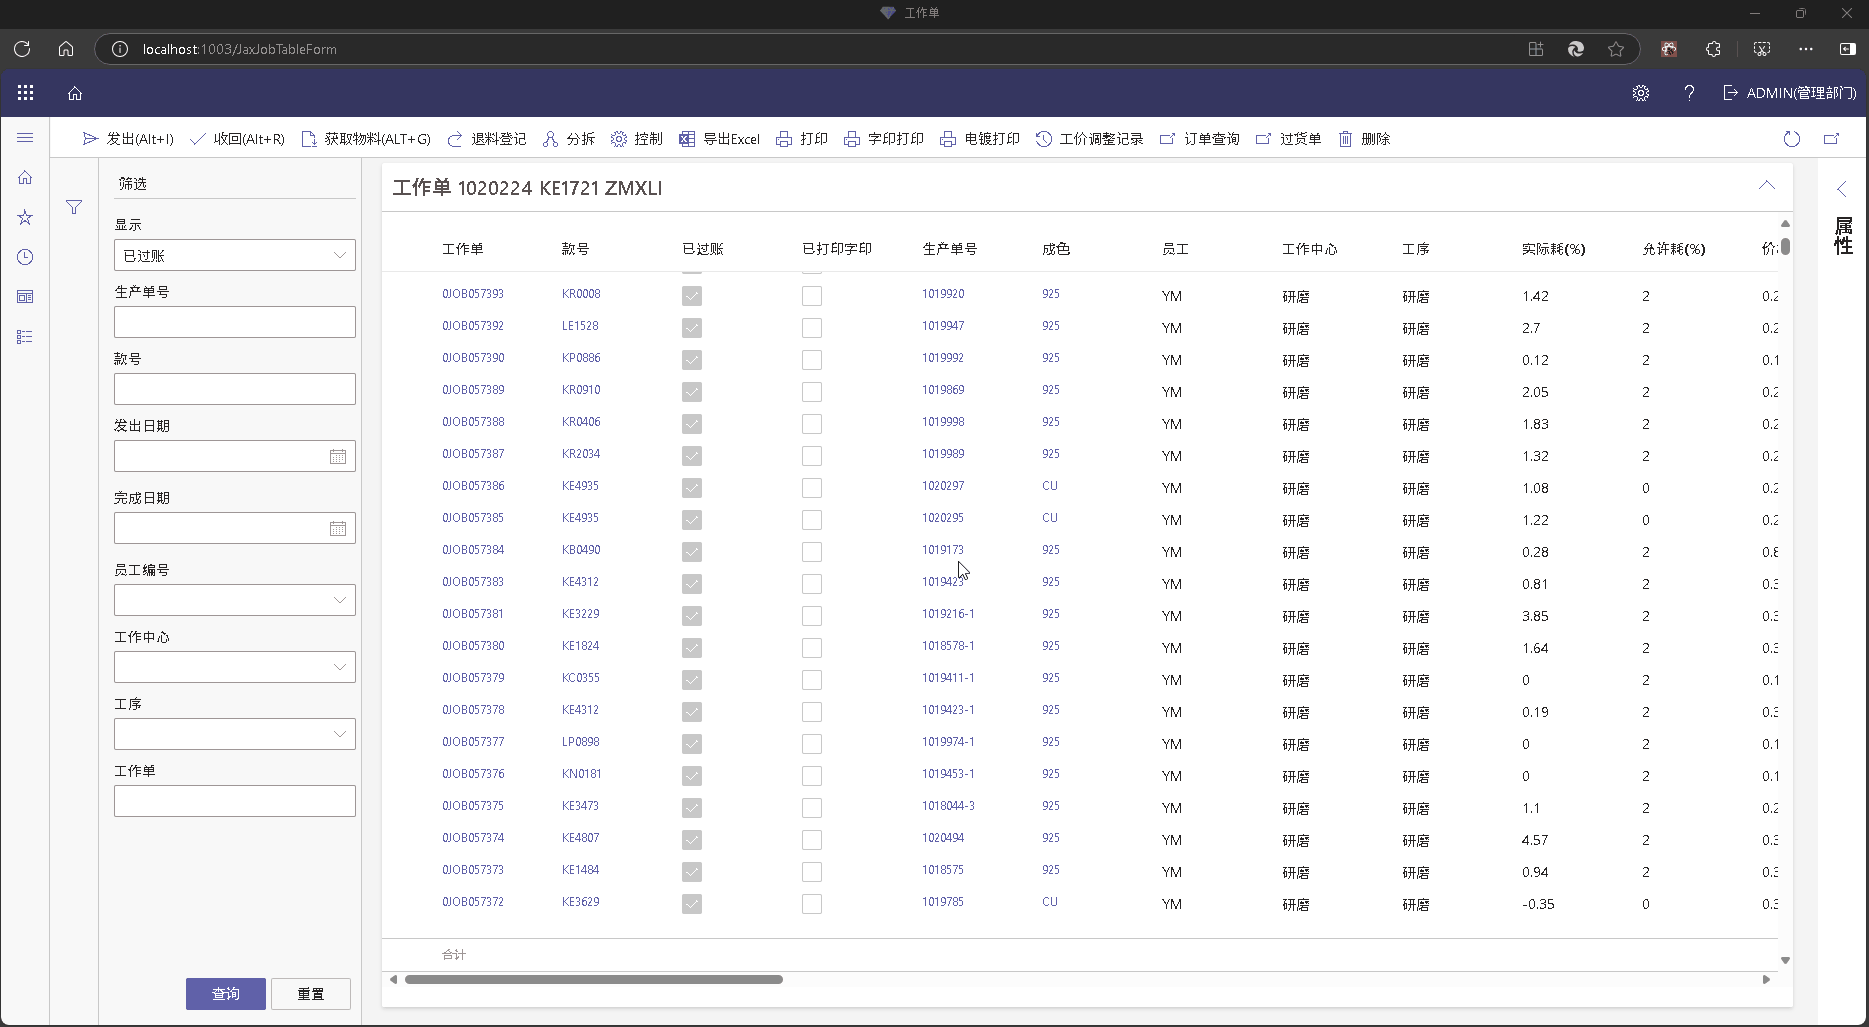 工作单
localhost:1003/JaxJobTableForm
ADMIN(管理部门)
发出(Alt+I) 收回(Alt+R) 获取物料(ALT+G) 退料登记 分拆 控制 导出Excel 打印 字印打印 电镀打印 工价调整记录 订单查询 过货单 删除
筛选
显示
已过账
生产单号
款号
发出日期
完成日期
员工编号
工作中心
工序
工作单
查询 重置
工作单 1020224 KE1721 ZMXLI
工作单 款号 已过账 已打印字印 生产单号 成色 员工 工作中心 工序 实际耗(%) 允许耗(%) 价
0JOB057393 KR0008 1019920 925 YM 研磨 研磨 1.42 2 0.2
0JOB057392 LE1528 1019947 925 YM 研磨 研磨 2.7 2 0.2
0JOB057390 KP0886 1019992 925 YM 研磨 研磨 0.12 2 0.1
0JOB057389 KR0910 1019869 925 YM 研磨 研磨 2.05 2 0.2
0JOB057388 KR0406 1019998 925 YM 研磨 研磨 1.83 2 0.2
0JOB057387 KR2034 1019989 925 YM 研磨 研磨 1.32 2 0.2
0JOB057386 KE4935 1020297 CU YM 研磨 研磨 1.08 0 0.2
0JOB057385 KE4935 1020295 CU YM 研磨 研磨 1.22 0 0.2
0JOB057384 KB0490 1019173 925 YM 研磨 研磨 0.28 2 0.8
0JOB057383 KE4312 1019423 925 YM 研磨 研磨 0.81 2 0.3
0JOB057381 KE3229 1019216-1 925 YM 研磨 研磨 3.85 2 0.3
0JOB057380 KE1824 1018578-1 925 YM 研磨 研磨 1.64 2 0.3
0JOB057379 KC0355 1019411-1 925 YM 研磨 研磨 0 2 0.1
0JOB057378 KE4312 1019423-1 925 YM 研磨 研磨 0.19 2 0.3
0JOB057377 LP0898 1019974-1 925 YM 研磨 研磨 0 2 0.1
0JOB057376 KN0181 1019453-1 925 YM 研磨 研磨 0 2 0.1
0JOB057375 KE3473 1018044-3 925 YM 研磨 研磨 1.1 2 0.2
0JOB057374 KE4807 1020494 925 YM 研磨 研磨 4.57 2 0.3
0JOB057373 KE1484 1018575 925 YM 研磨 研磨 0.94 2 0.3
0JOB057372 KE3629 1019785 CU YM 研磨 研磨 -0.35 0 0.3
合计
属性